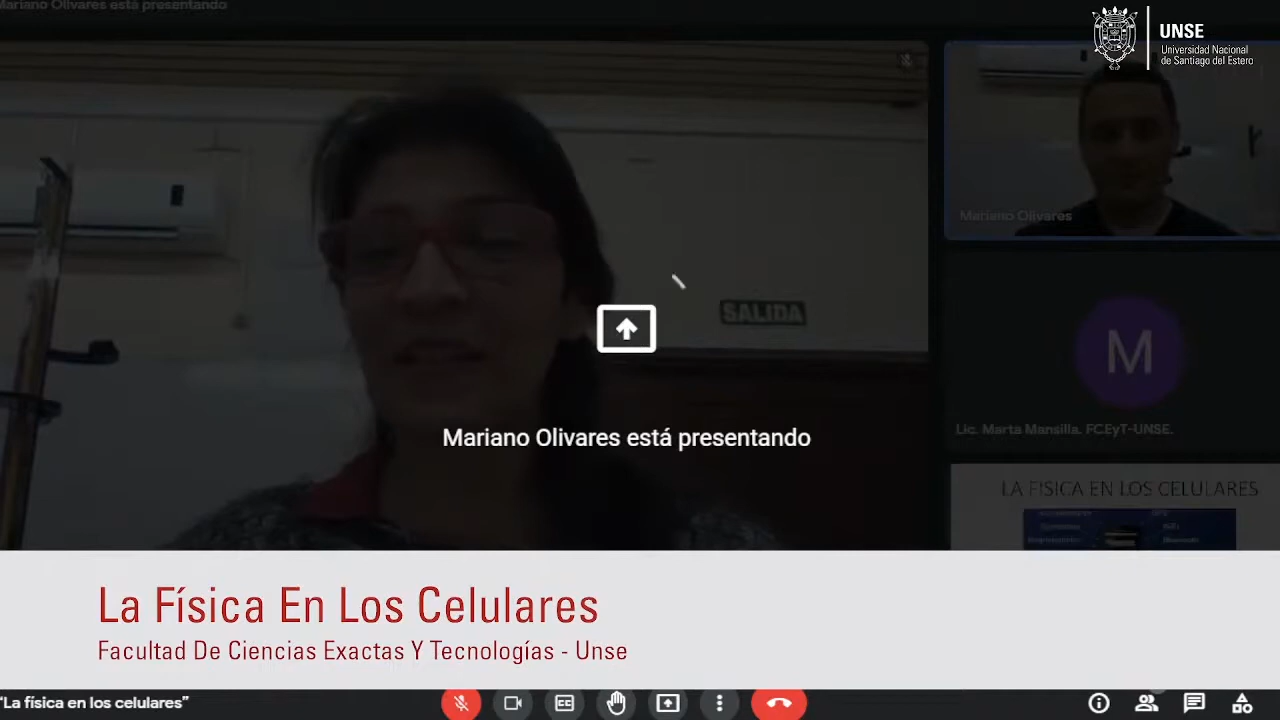 Mariano Olivares está presentando
UNSE
Universidad Nacional
de Santiago del Estero
Mariano Olivares
SALIDA
Mariano Olivares está presentando
M
Lic. Marta Mansilla. FCEyT-UNSE.
LA FISICA EN LOS CELULARES
La Física En Los Celulares
Facultad De Ciencias Exactas Y Tecnologías - Unse
"La física en los celulares"